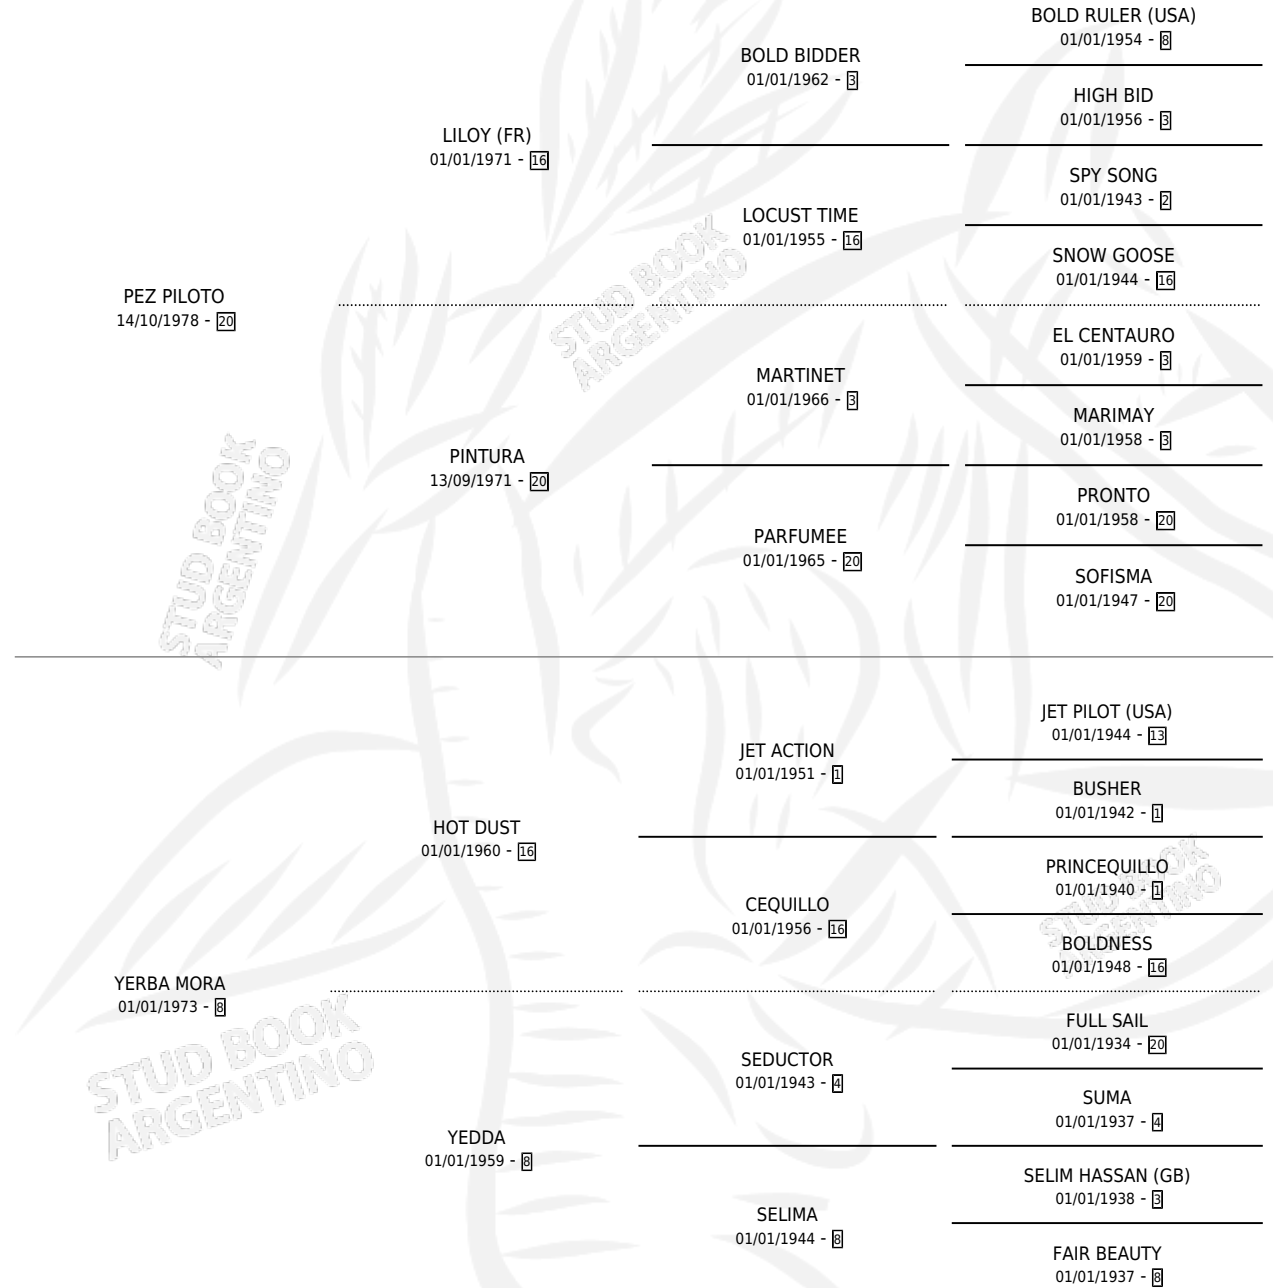 BOLD RULER (USA)
01/01/1954 - 8
BOLD BIDDER
01/01/1962 - 3
HIGH BID
01/01/1956 - 3
LILOY (FR)
01/01/1971 - 16
SPY SONG
01/01/1943 - 2
LOCUST TIME
01/01/1955 - 16
SNOW GOOSE
01/01/1944 - 16
PEZ PILOTO
14/10/1978 - 20
STUD BOOK
ARGENTINO
EL CENTAURO
01/01/1959 - 3
MARTINET
01/01/1966 - 3
MARIMAY
01/01/1958 - 3
PINTURA
13/09/1971 - 20
PRONTO
01/01/1958 - 20
PARFUMEE
01/01/1965 - 20
SOFISMA
01/01/1947 - 20
STUD BOOK
ARGENTINO
JET PILOT (USA)
01/01/1944 - 13
JET ACTION
01/01/1951 - 1
BUSHER
01/01/1942 - 1
HOT DUST
01/01/1960 - 16
PRINCEQUILLO
01/01/1940 - 1
CEQUILLO
01/01/1956 - 16
BOLDNESS
01/01/1948 - 16
STUD BOOK
ARGENTINO
YERBA MORA
01/01/1973 - 8
FULL SAIL
01/01/1934 - 20
SEDUCTOR
01/01/1943 - 4
SUMA
01/01/1937 - 4
STUD BOOK
ARGENTINO
YEDDA
01/01/1959 - 8
SELIM HASSAN (GB)
01/01/1938 - 3
SELIMA
01/01/1944 - 8
FAIR BEAUTY
01/01/1937 - 8